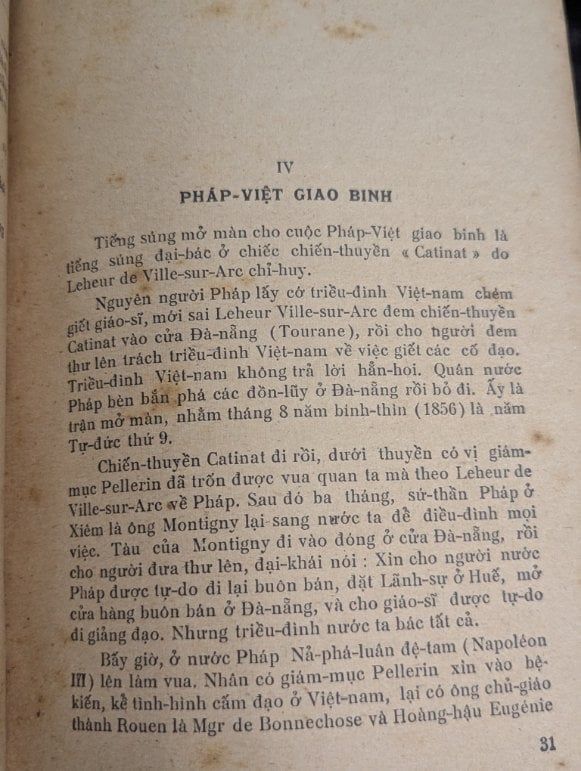 IV
PHÁP-VIỆT GIAO BINH
Tiếng súng mở màn cho cuộc Pháp-Việt giao binh là
tiếng súng đại-bác ở chiếc chiến-thuyền « Catinat » do
Leheur de Ville-sur-Arc chỉ-huy.
Nguyên người Pháp lấy cớ triều-đình Việt-nam chém
giết giáo-sĩ, mới sai Leheur Ville-sur-Arc đem chiến-thuyền
Catinat vào cửa Đà-nẵng (Tourane), rồi cho người đem
thư lên trách triều-đình Việt-nam về việc giết các cố đạo.
Triều-đình Việt-nam không trả lời hẳn-hoi. Quân nước
Pháp bèn bắn phá các đồn-lũy ở Đà-nẵng rồi bỏ đi. Ấy là
trận mở màn, nhằm tháng 8 năm bính-thìn (1856) là năm
Tự-đức thứ 9.
Chiến-thuyền Catinat đi rồi, dưới thuyền có vị giám-
mục Pellerin đã trốn được vua quan ta mà theo Leheur de
Ville-sur-Arc về Pháp. Sau đó ba tháng, sứ-thần Pháp ở
Xiêm là ông Montigny lại sang nước ta để điều-đình mọi
việc. Tàu của Montigny đi vào đóng ở cửa Đà-nẵng, rồi
cho người đưa thư lên, đại-khái nói : Xin cho người nước
Pháp được tự-do đi lại buôn bán, đặt Lãnh-sự ở Huế, mở
cửa hàng buôn bán ở Đà-nẵng, và cho giáo-sĩ được tự-do
đi giảng đạo. Nhưng triều-đình nước ta bác tất cả.
Bấy giờ, ở nước Pháp Nả-phá-luân đệ-tam (Napoléon
III) lên làm vua. Nhân có giám-mục Pellerin xin vào bệ-
kiến, kể tình-hình cấm đạo ở Việt-nam, lại có ông chủ-giáo
thành Rouen là Mgr de Bonnechose và Hoàng-hậu Eugénie
31